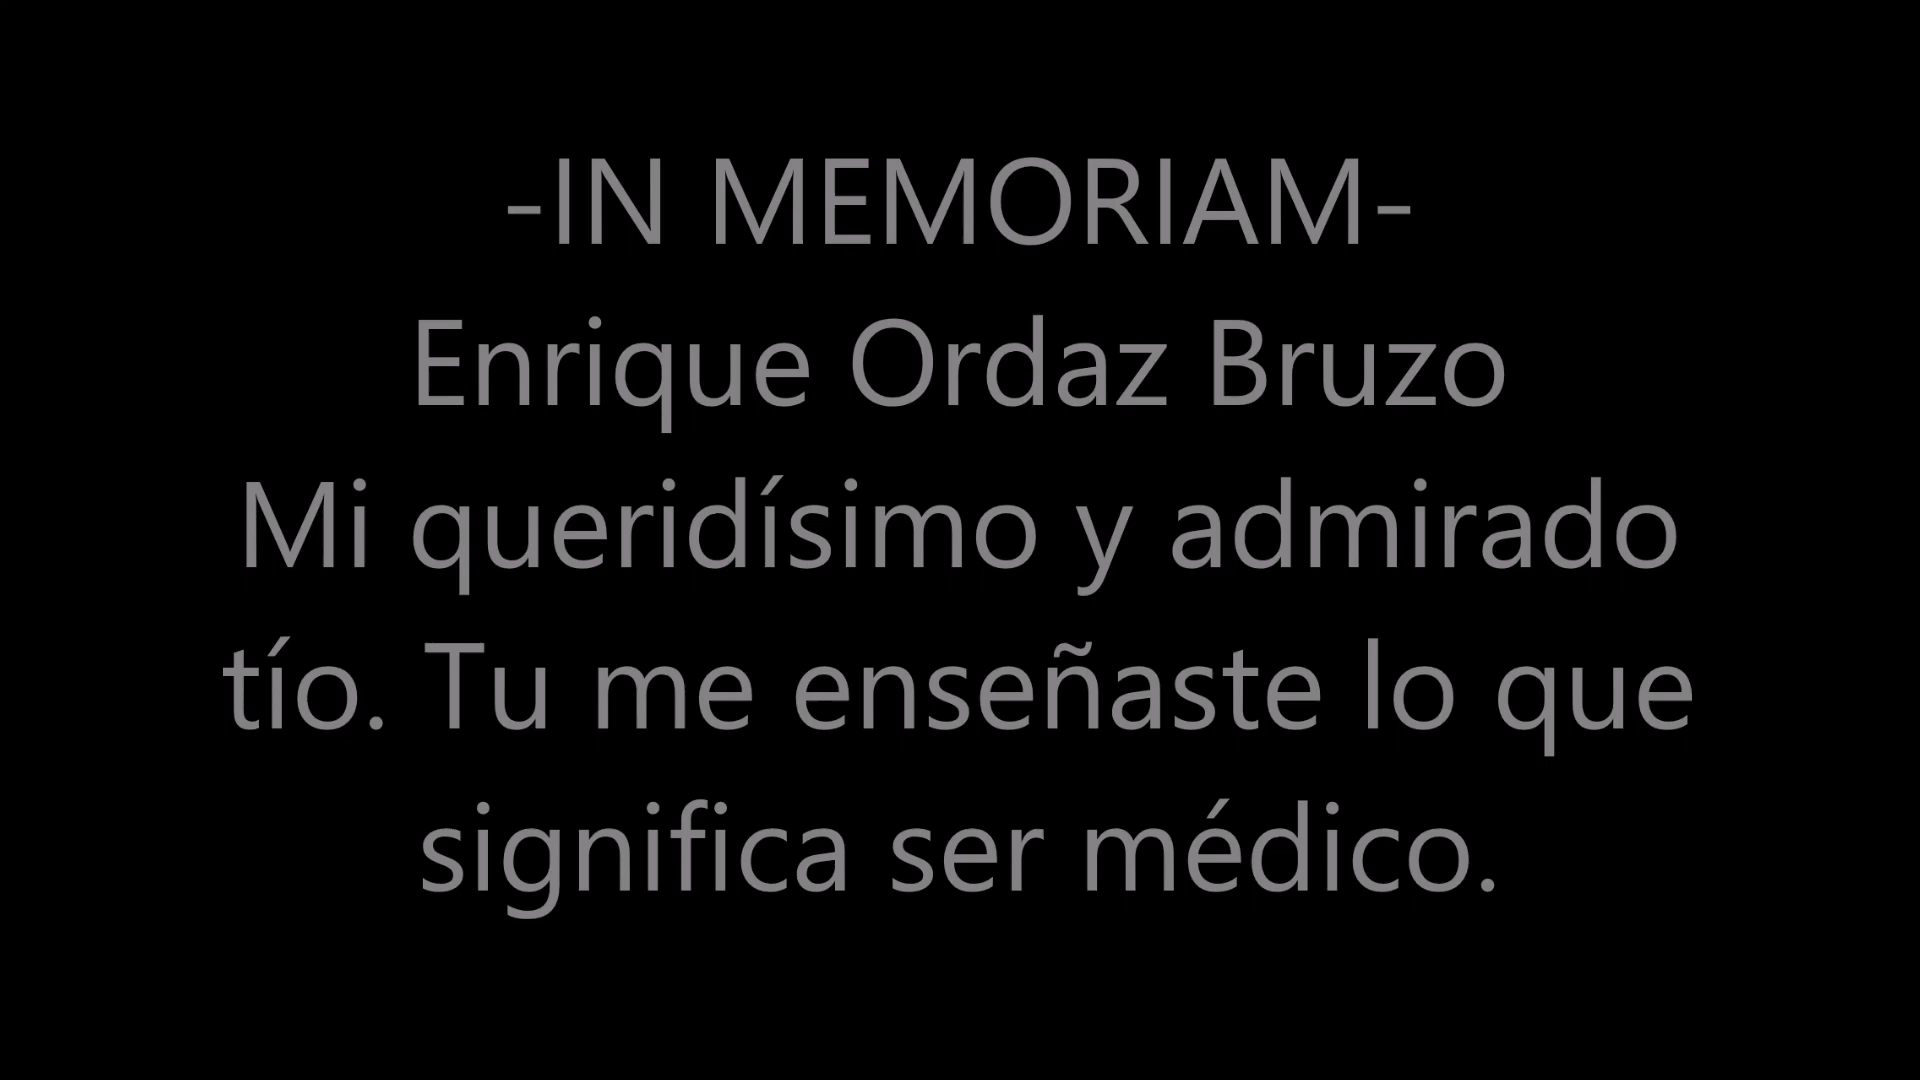 -IN MEMORIAM-
Enrique Ordaz Bruzo
Mi queridísimo y admirado
tío. Tu me enseñaste lo que
significa ser médico.